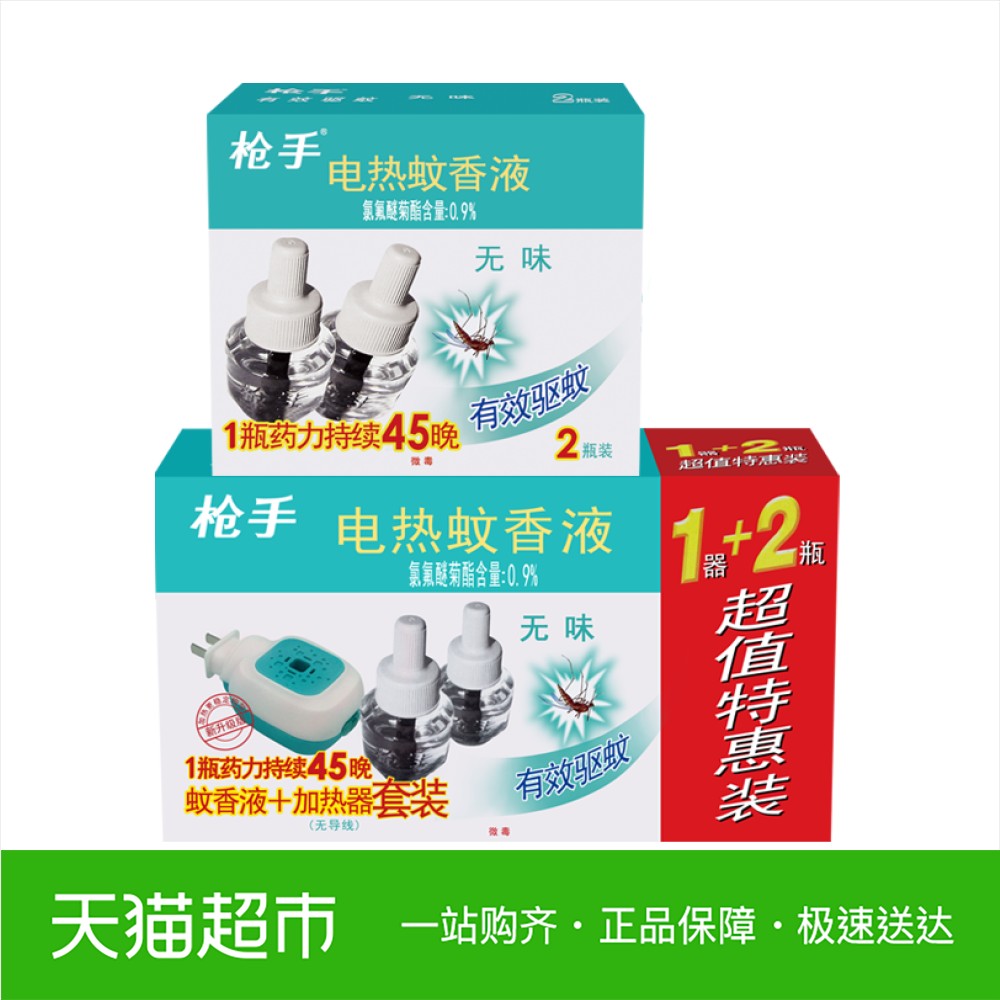 枪手
有效驱蚊 无味 2瓶装
枪手®
电热蚊香液
氯氟醚菊酯含量:0.9%
无味
有效驱蚊
1瓶药力持续45晚
2瓶装
微毒
1器+2瓶
超值特惠装
枪手
电热蚊香液
氯氟醚菊酯含量:0.9%
1器+2瓶
超值特惠装
无味
新升级版
有效驱蚊
1瓶药力持续45晚
蚊香液+加热器套装
(无导线)
微毒
天猫超市
一站购齐·正品保障·极速送达